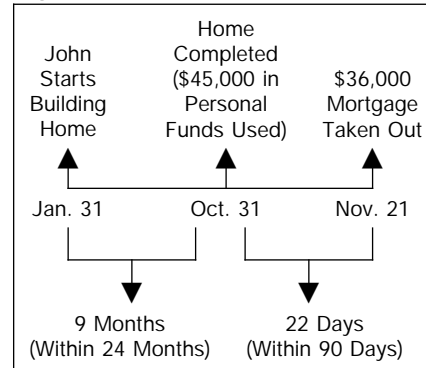 John
Starts
Building
Home
Home
Completed
($45,000 in
Personal
Funds Used)
$36,000
Mortgage
Taken Out
Jan. 31
Oct. 31
Nov. 21
9 Months
(Within 24 Months)
22 Days
(Within 90 Days)